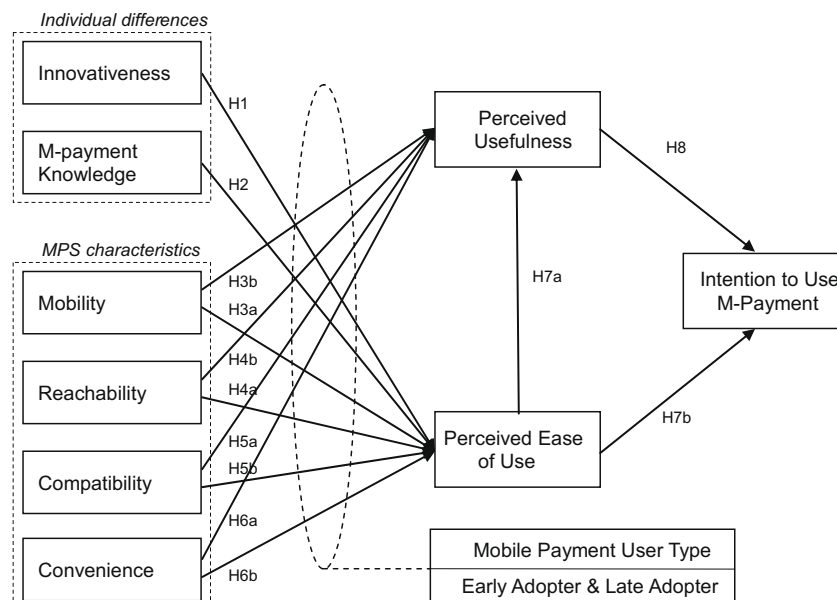 Individual differences
Innovativeness
M-payment
Knowledge
MPS characteristics
Mobility
Reachability
Compatibility
Convenience
H1
H2
H3b
H3a
H4b
H4a
H5a
H5b
H6a
H6b
Perceived
Usefulness
H7a
Perceived Ease
of Use
H8
H7b
Intention to Use
M-Payment
Mobile Payment User Type
Early Adopter & Late Adopter